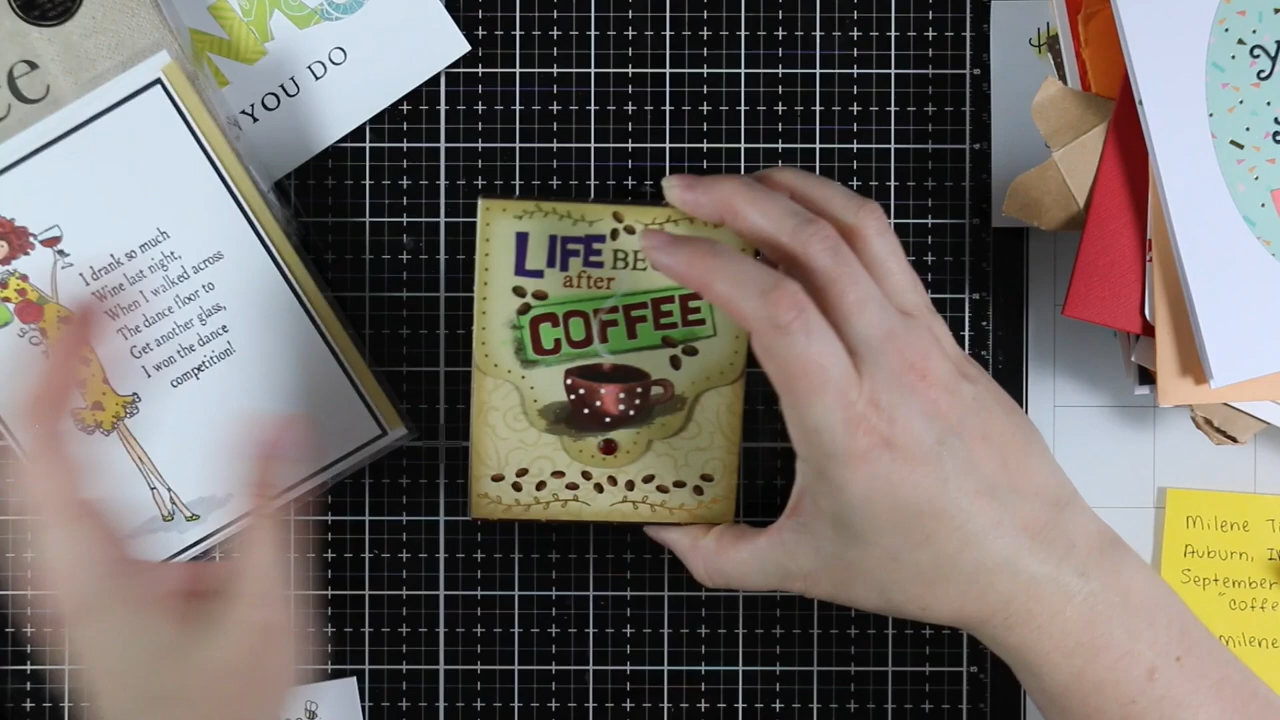 YOU DO
I drank so much
Wine last night,
When I walked across
The dance floor to
Get another glass,
I won the dance
competition!
LIFE
after
COFFEE
Milene
Auburn,
September
"coffe
Milene